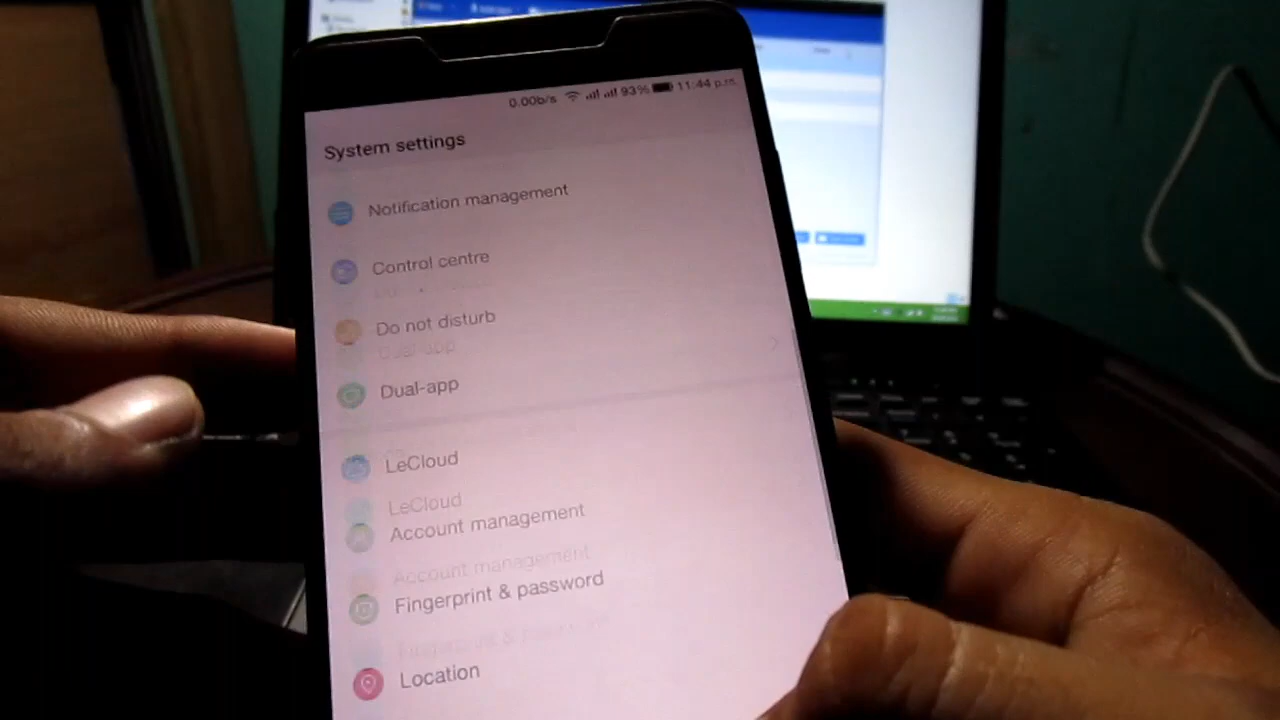 0.00b/s 93% 11:44 p.m.
System settings
Notification management
Control centre
Do not disturb
Dual-app
Dual-app
LeCloud
LeCloud
Account management
Account management
Fingerprint & password
Location